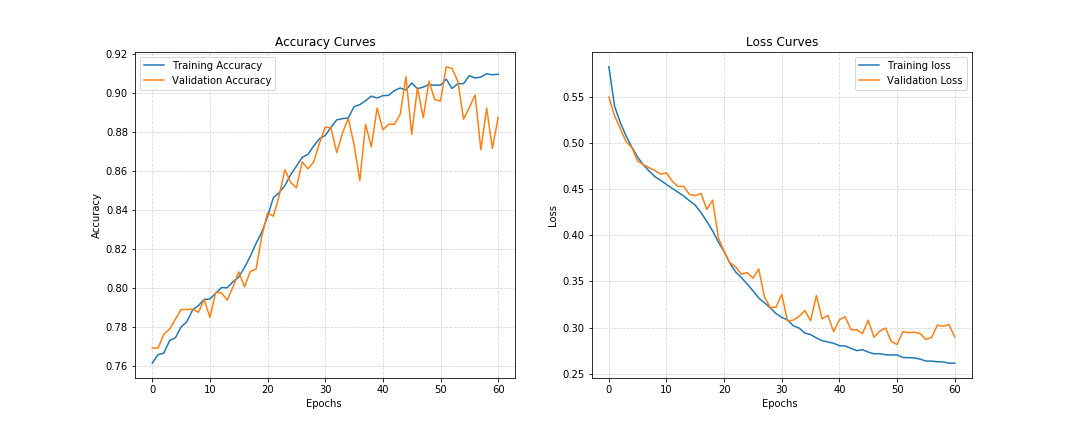 Accuracy Curves
Training Accuracy
Validation Accuracy
0.92
0.90
0.88
0.86
0.84
0.82
0.80
0.78
0.76
Accuracy
0 10 20 30 40 50 60
Epochs
Loss Curves
Training loss
Validation Loss
0.55
0.50
0.45
0.40
0.35
0.30
0.25
Loss
0 10 20 30 40 50 60
Epochs